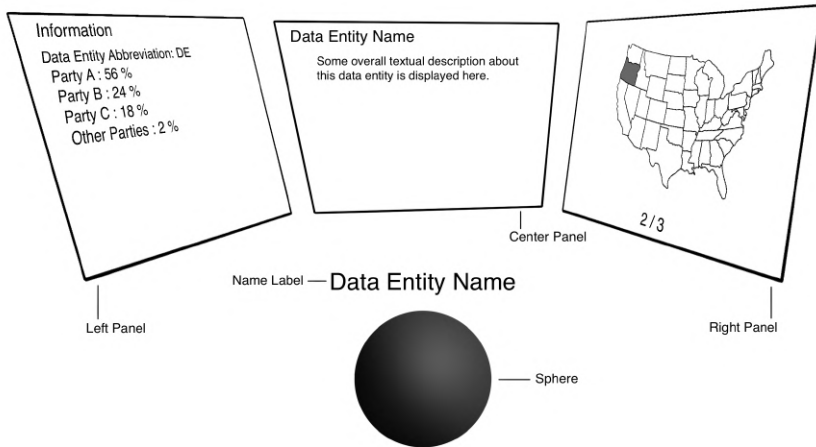 Information
Data Entity Abbreviation: DE
Party A : 56 %
Party B : 24 %
Party C : 18 %
Other Parties : 2 %
Data Entity Name
Some overall textual description about
this data entity is displayed here.
2 / 3
Center Panel
Name Label
Data Entity Name
Left Panel
Right Panel
Sphere